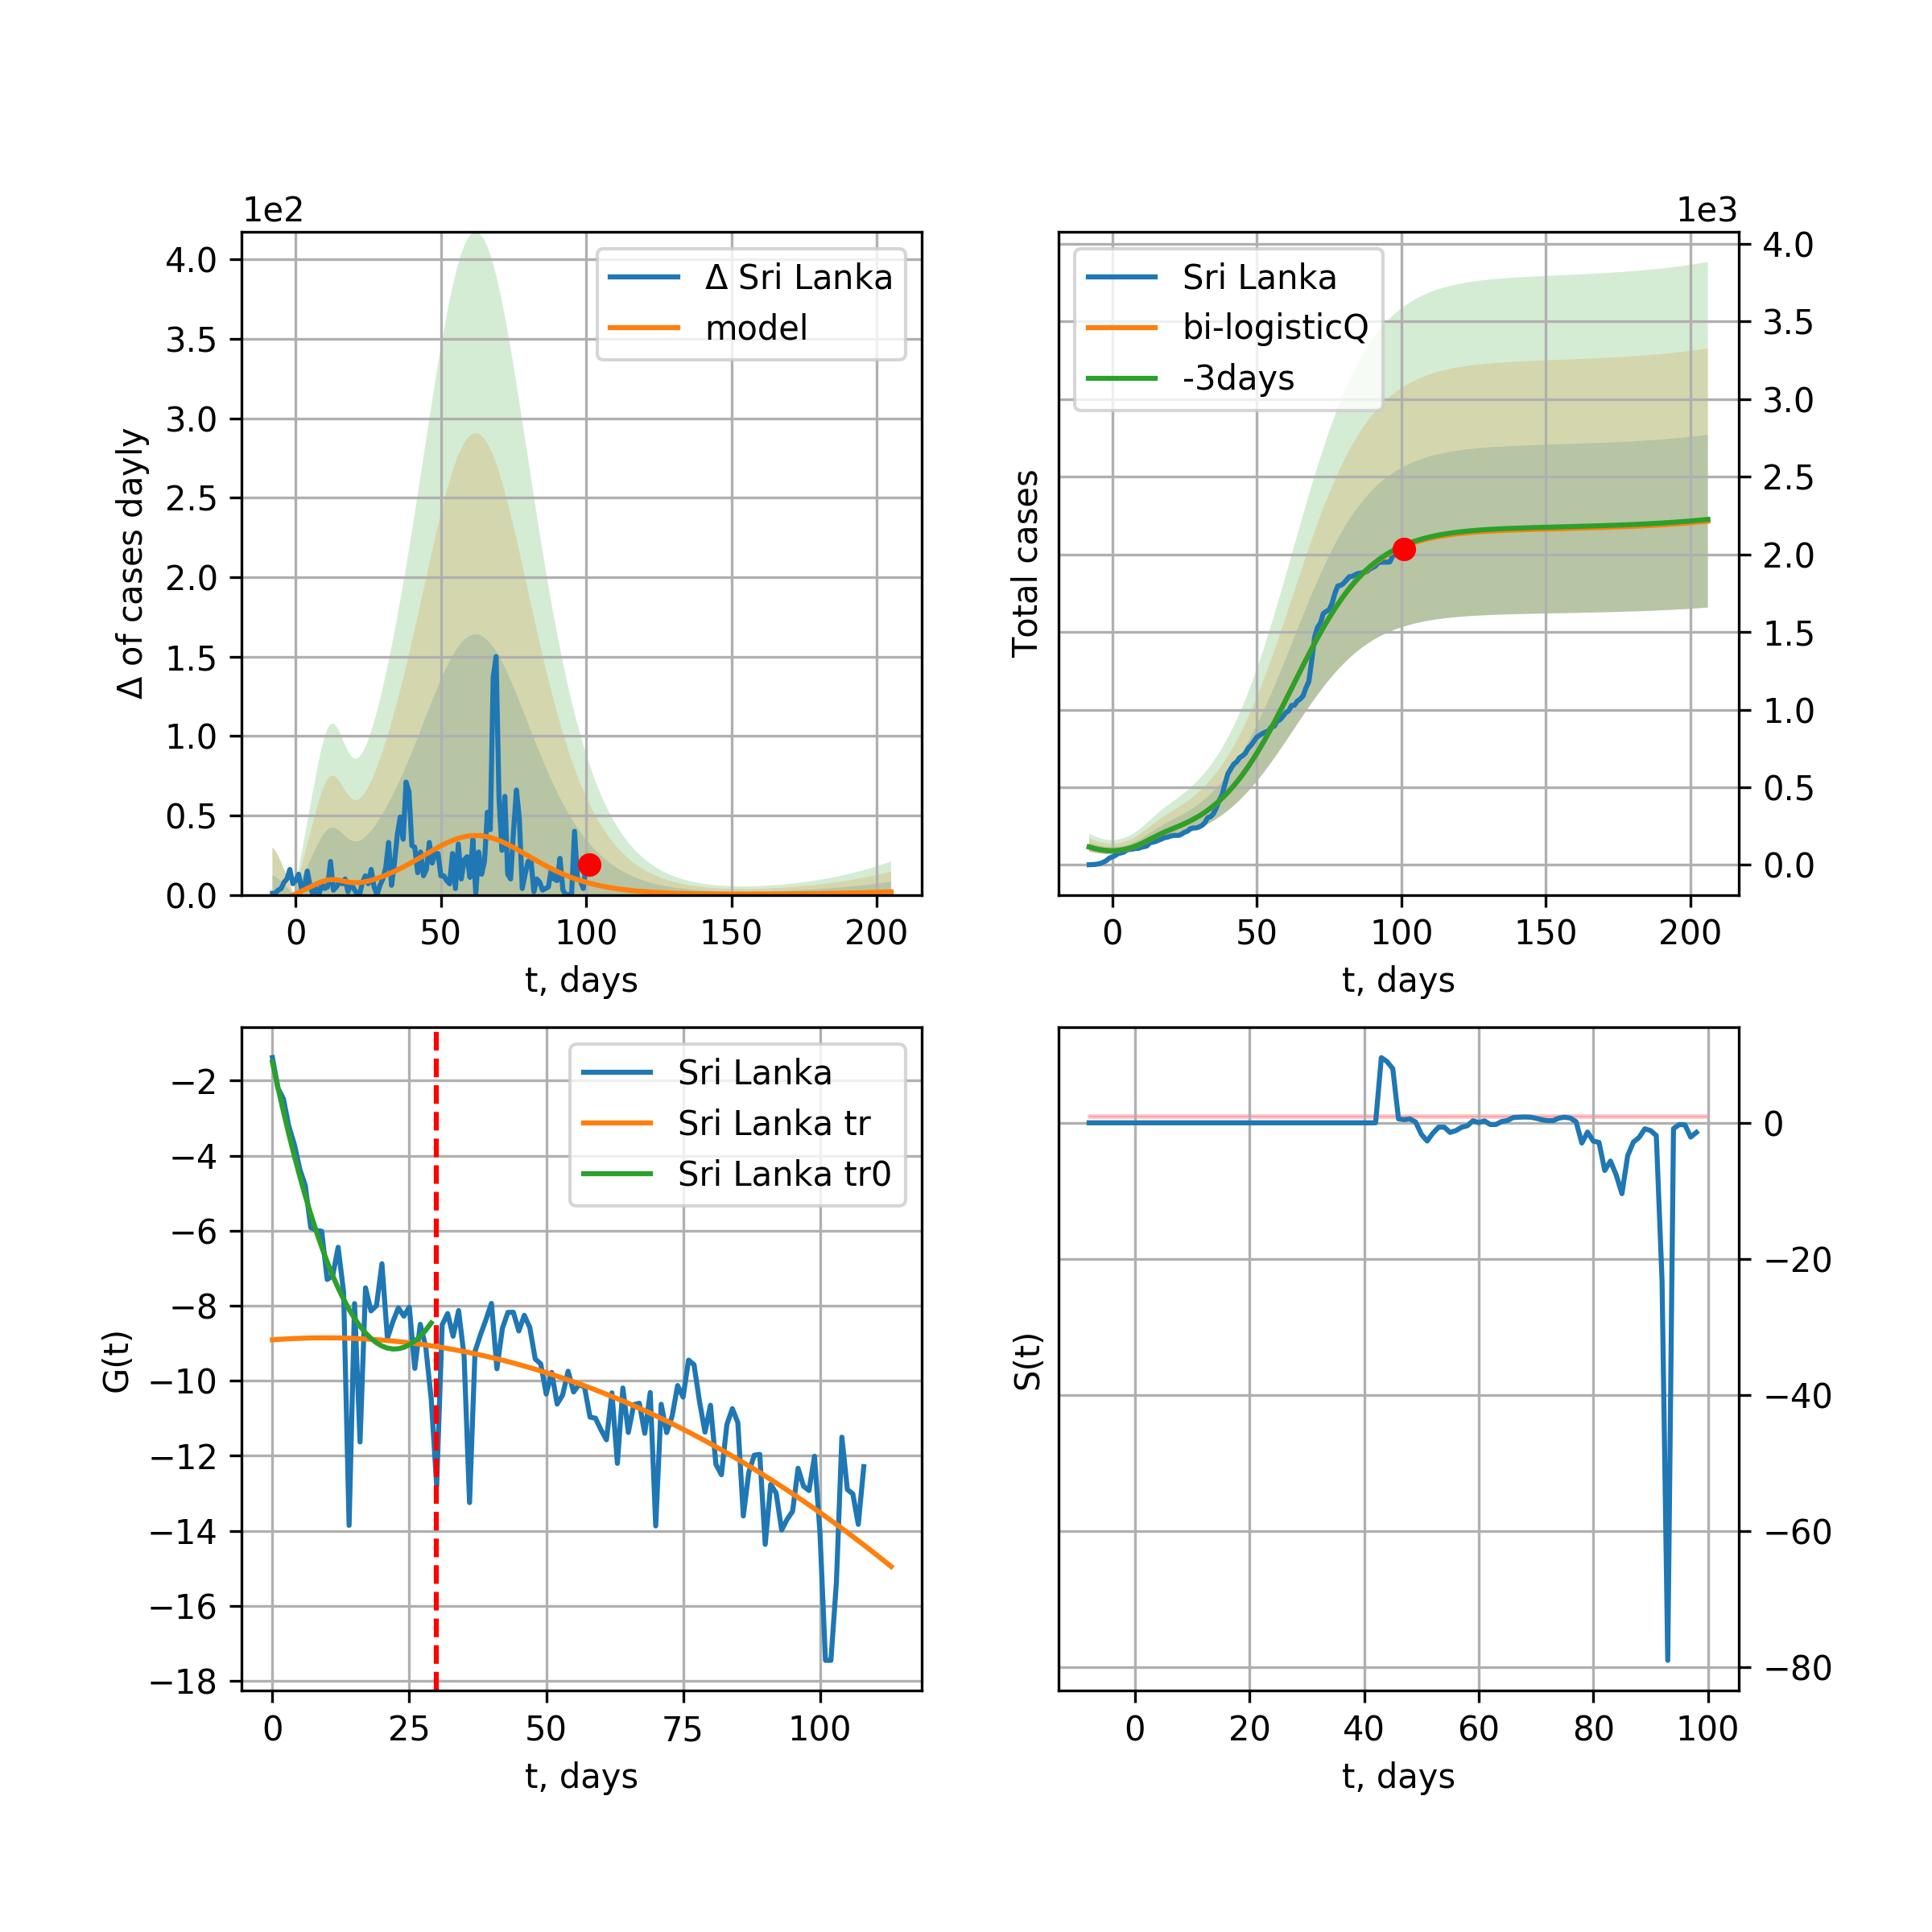 1e2
4.0
3.5
3.0
2.5
2.0
1.5
1.0
0.5
0.0
Δ of cases dayly
Δ Sri Lanka
model
0 50 100 150 200
t, days
1e3
Sri Lanka
bi-logisticQ
-3days
Total cases
4.0
3.5
3.0
2.5
2.0
1.5
1.0
0.5
0.0
0 50 100 150 200
t, days
−2
−4
−6
−8
−10
−12
−14
−16
−18
G(t)
Sri Lanka
Sri Lanka tr
Sri Lanka tr0
0 25 50 75 100
t, days
S(t)
0
−20
−40
−60
−80
0 20 40 60 80 100
t, days